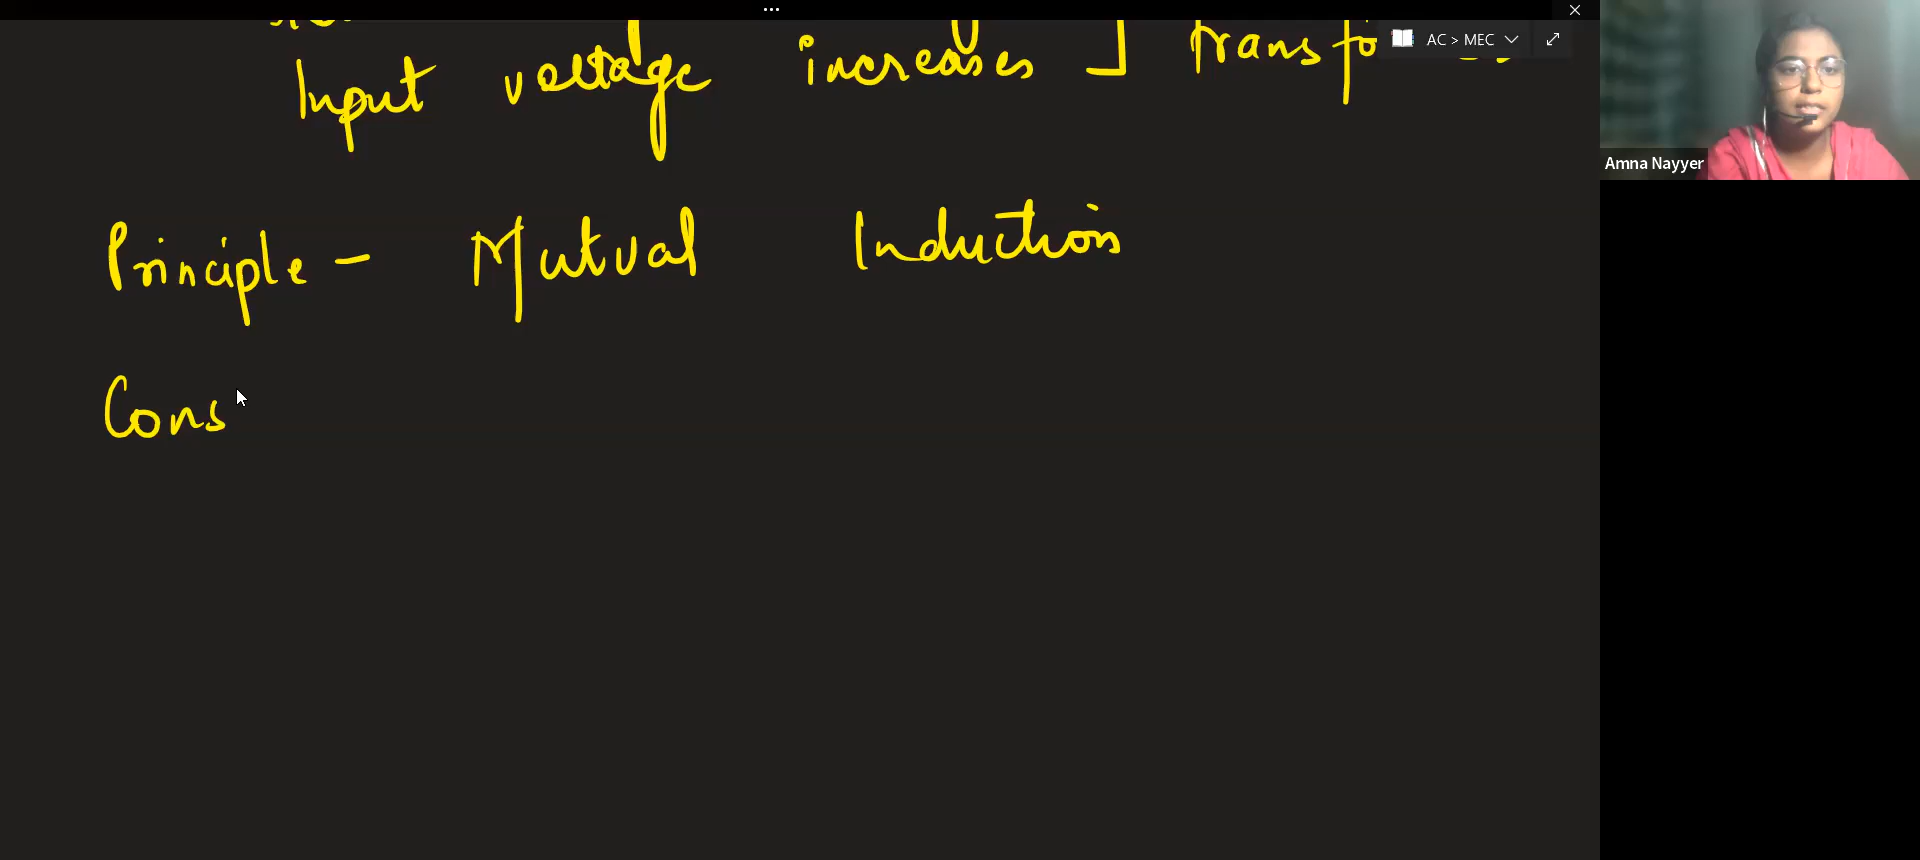 Input voltage increases ] transfo
AC > MEC
Amna Nayyer
Principle - Mutual Induction
Cons